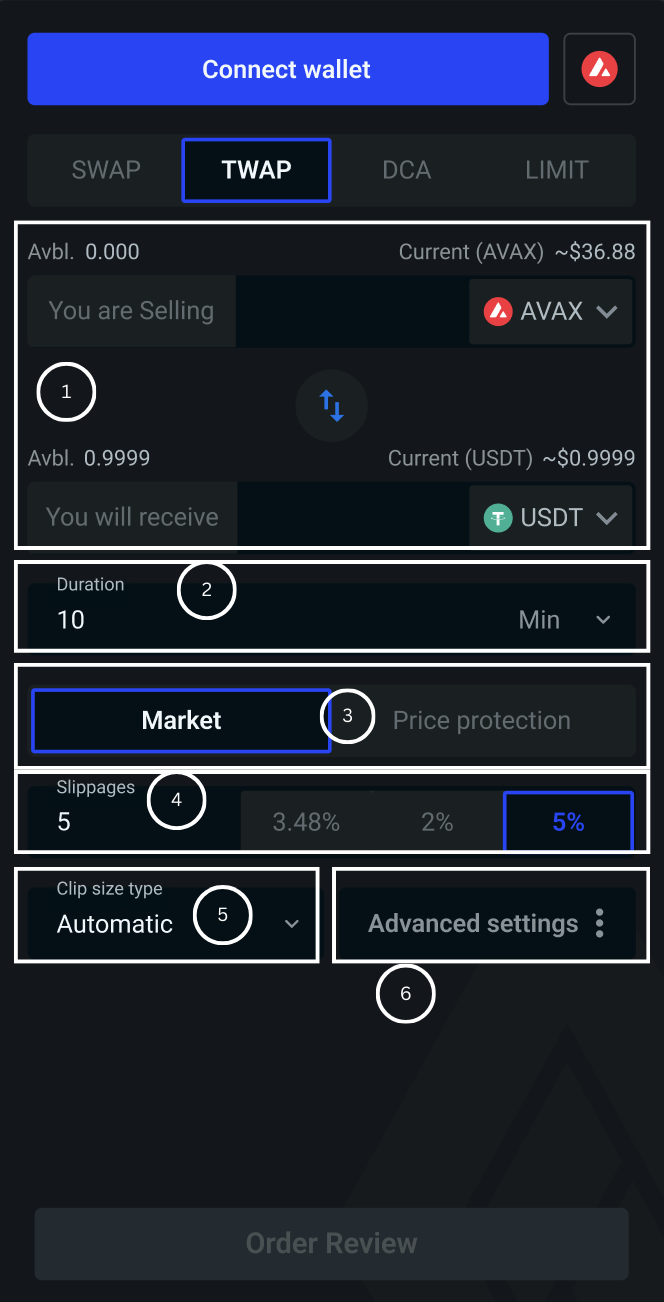 Connect wallet
SWAP TWAP DCA LIMIT
Avbl. 0.000 Current (AVAX) ~$36.88
You are Selling AVAX
1
Avbl. 0.9999 Current (USDT) ~$0.9999
You will receive USDT
Duration 2
10 Min
Market 3 Price protection
Slippages 4
5 3.48% 2% 5%
Clip size type 5
Automatic Advanced settings
6
Order Review